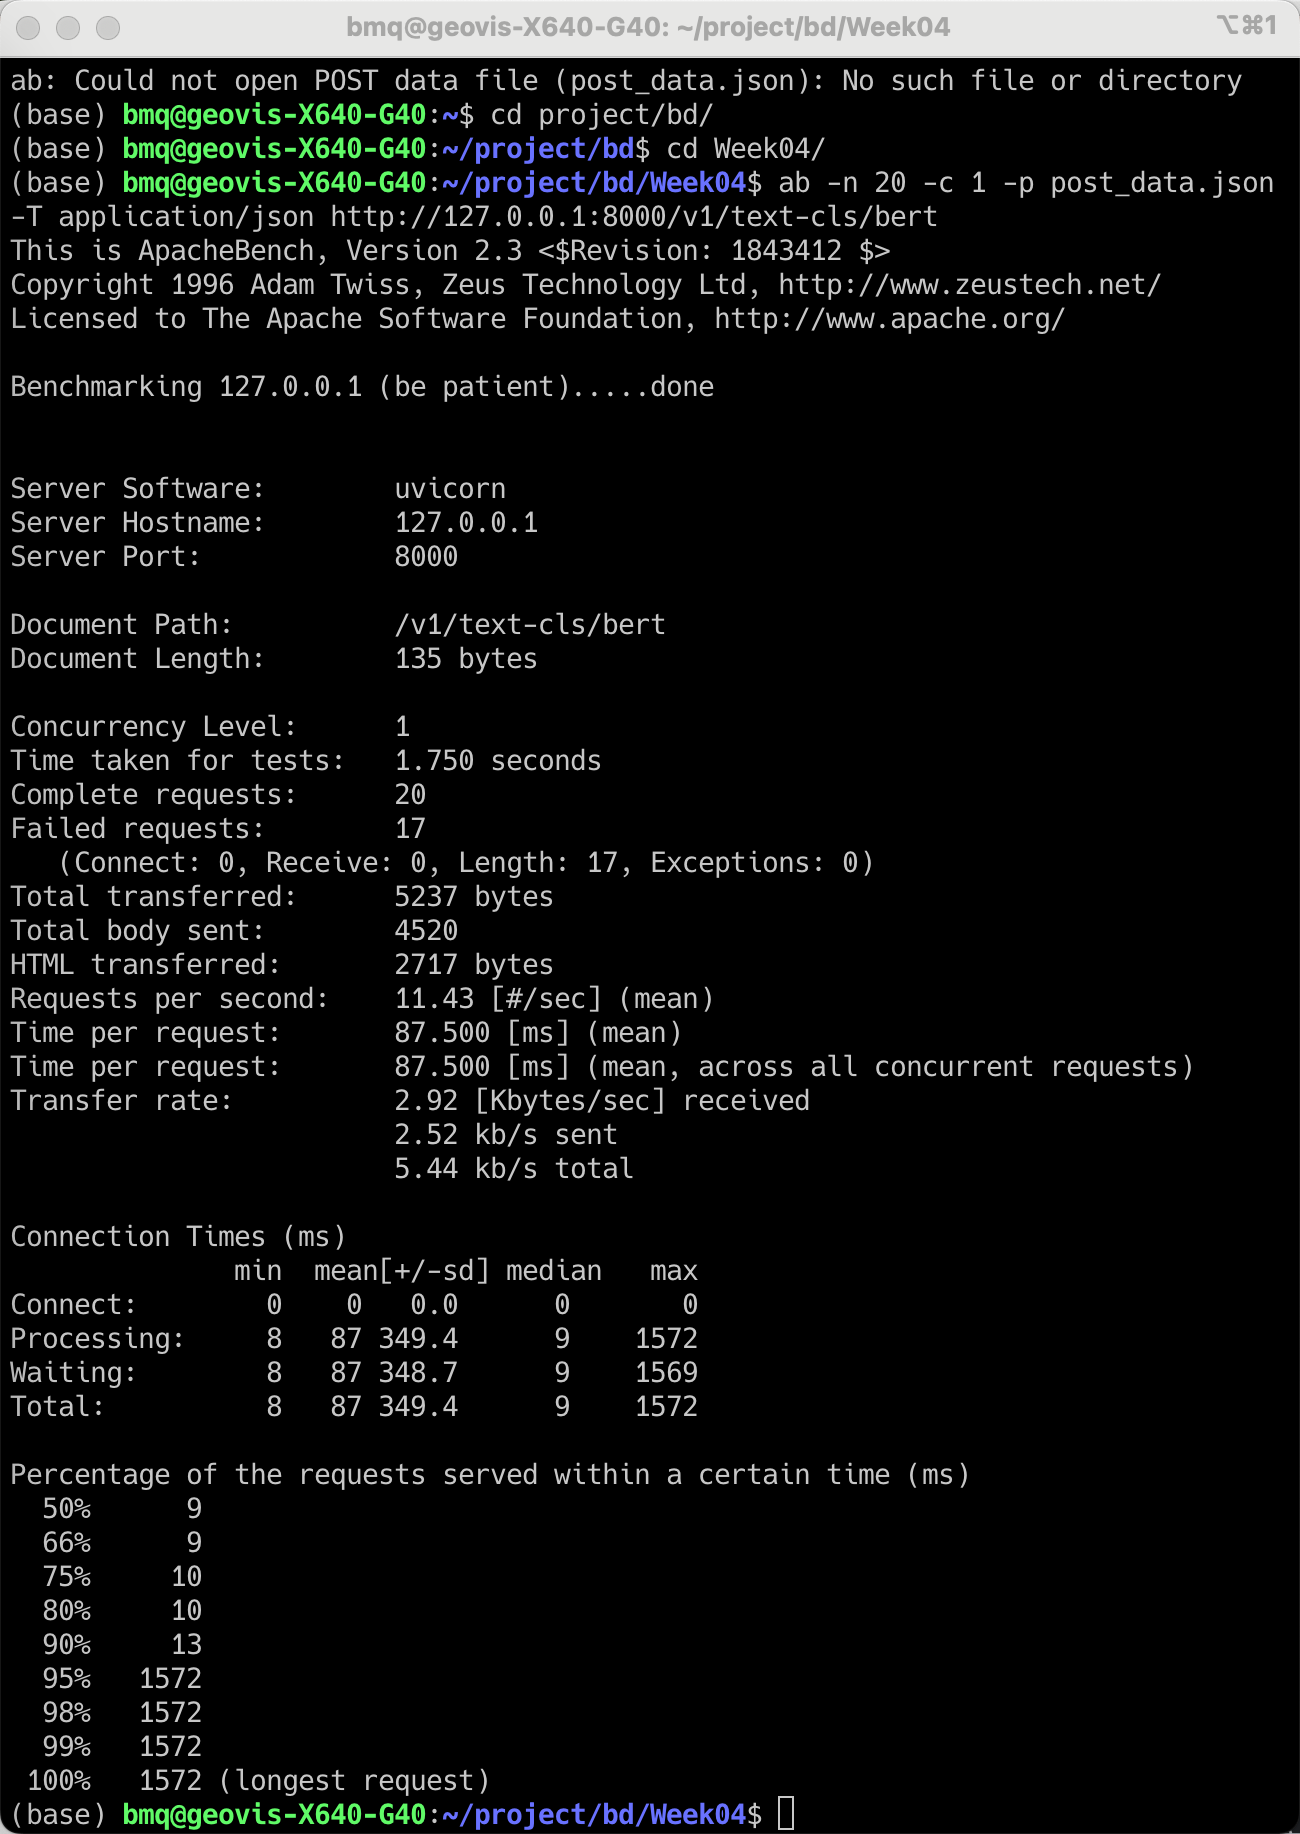 bmq@geovis-X640-G40: ~/project/bd/Week04
⌥⌘1
ab: Could not open POST data file (post_data.json): No such file or directory
(base) bmq@geovis-X640-G40:~$ cd project/bd/
(base) bmq@geovis-X640-G40:~/project/bd$ cd Week04/
(base) bmq@geovis-X640-G40:~/project/bd/Week04$ ab -n 20 -c 1 -p post_data.json
-T application/json http://127.0.0.1:8000/v1/text-cls/bert
This is ApacheBench, Version 2.3 <$Revision: 1843412 $>
Copyright 1996 Adam Twiss, Zeus Technology Ltd, http://www.zeustech.net/
Licensed to The Apache Software Foundation, http://www.apache.org/

Benchmarking 127.0.0.1 (be patient).....done


Server Software:        uvicorn
Server Hostname:        127.0.0.1
Server Port:            8000

Document Path:          /v1/text-cls/bert
Document Length:        135 bytes

Concurrency Level:      1
Time taken for tests:   1.750 seconds
Complete requests:      20
Failed requests:        17
   (Connect: 0, Receive: 0, Length: 17, Exceptions: 0)
Total transferred:      5237 bytes
Total body sent:        4520
HTML transferred:       2717 bytes
Requests per second:    11.43 [#/sec] (mean)
Time per request:       87.500 [ms] (mean)
Time per request:       87.500 [ms] (mean, across all concurrent requests)
Transfer rate:          2.92 [Kbytes/sec] received
                        2.52 kb/s sent
                        5.44 kb/s total

Connection Times (ms)
              min  mean[+/-sd] median   max
Connect:        0    0   0.0      0       0
Processing:     8   87 349.4      9    1572
Waiting:        8   87 348.7      9    1569
Total:          8   87 349.4      9    1572

Percentage of the requests served within a certain time (ms)
  50%      9
  66%      9
  75%     10
  80%     10
  90%     13
  95%   1572
  98%   1572
  99%   1572
 100%   1572 (longest request)
(base) bmq@geovis-X640-G40:~/project/bd/Week04$